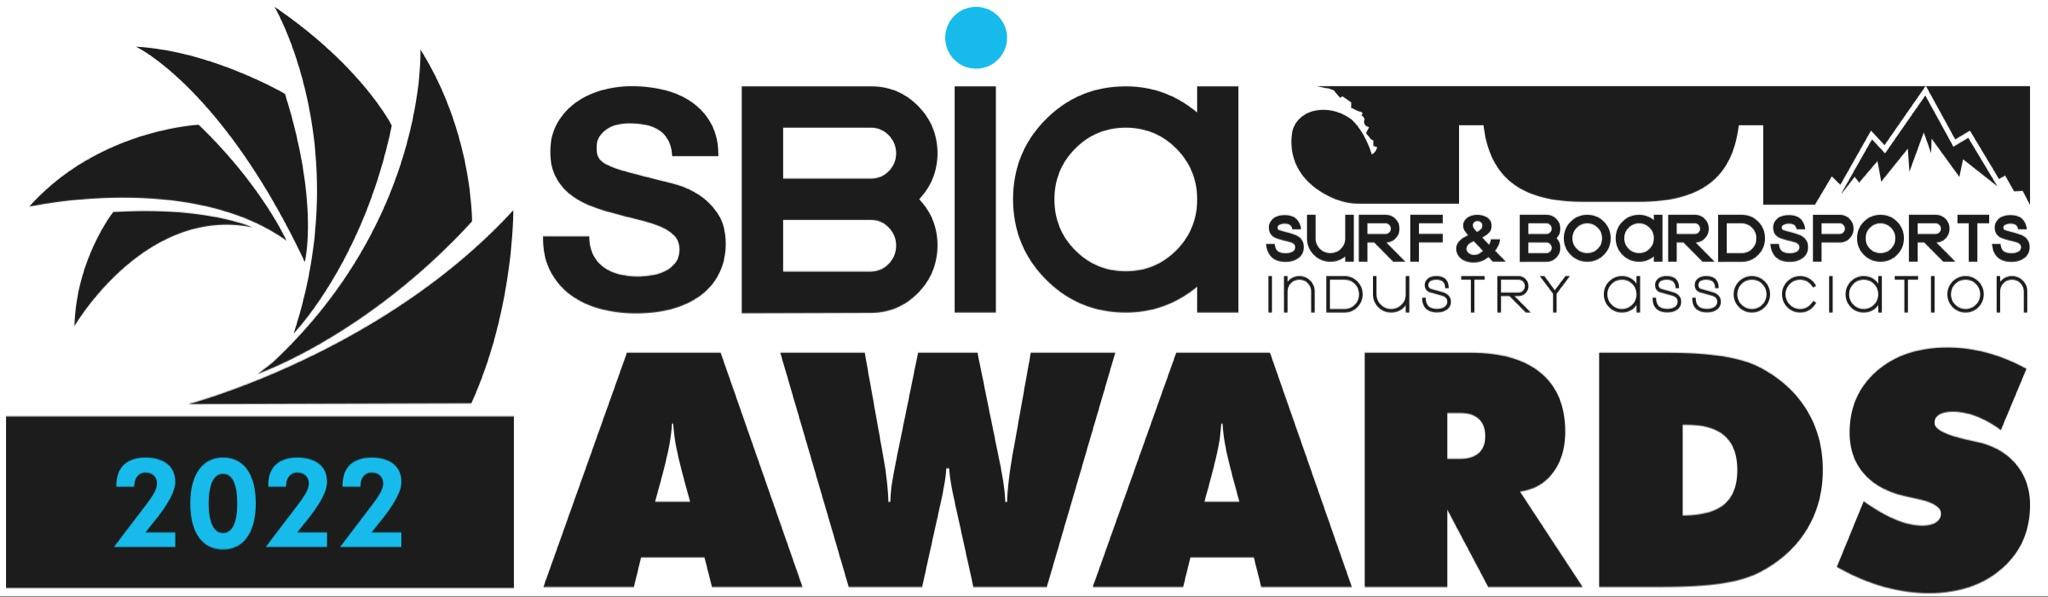 SBIA
SURF & BOARDSPORTS
INDUSTRY ASSOCIATION
AWARDS
2022